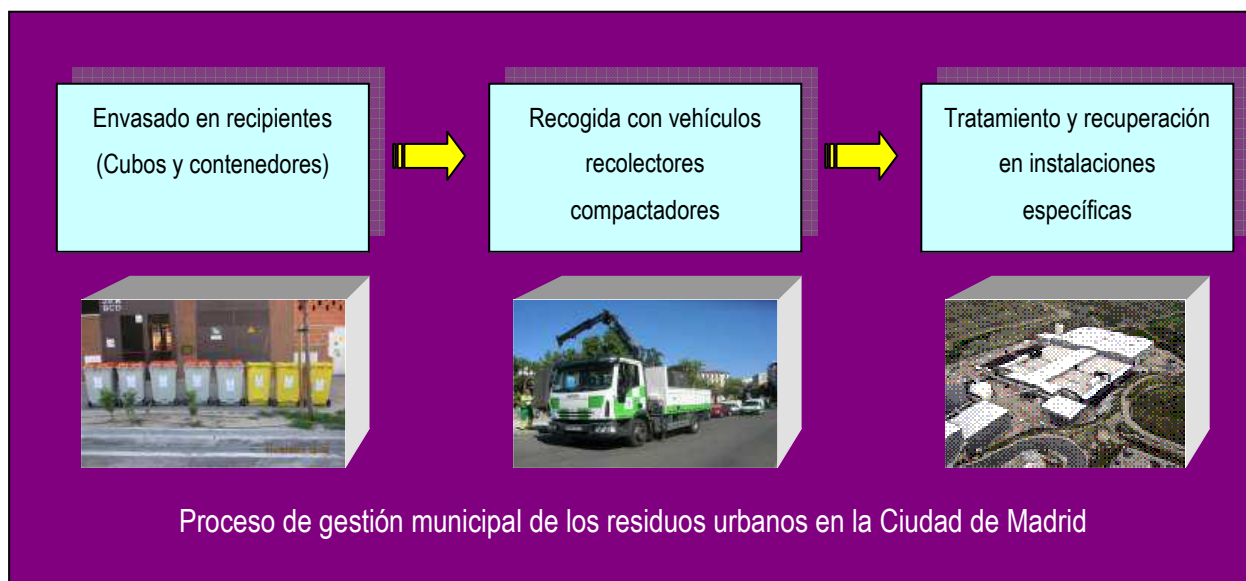 Envasado en recipientes
(Cubos y contenedores)
Recogida con vehículos
recolectores
compactadores
Tratamiento y recuperación
en instalaciones
específicas
Proceso de gestión municipal de los residuos urbanos en la Ciudad de Madrid